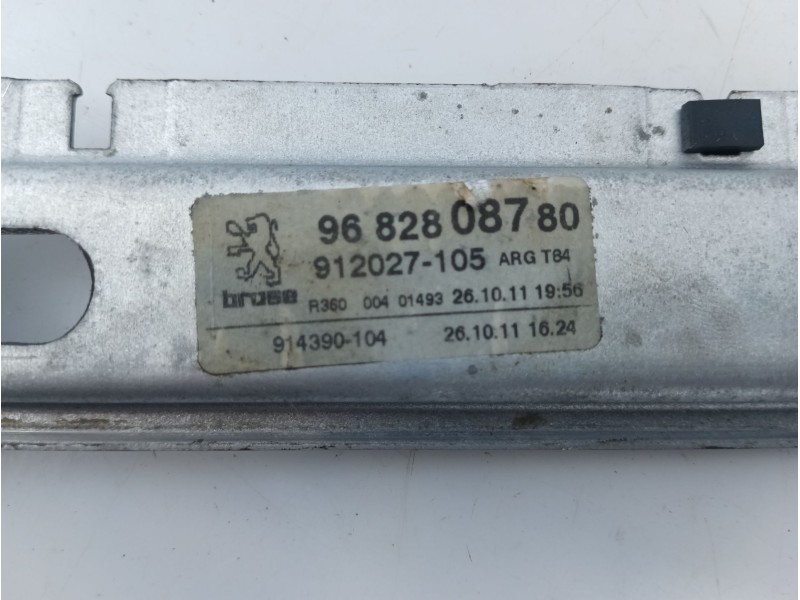 96 828 087 80
912027-105 ARG T84
brose R360 004 01493 26.10.11 19:56
914390-104 26.10.11 16.24